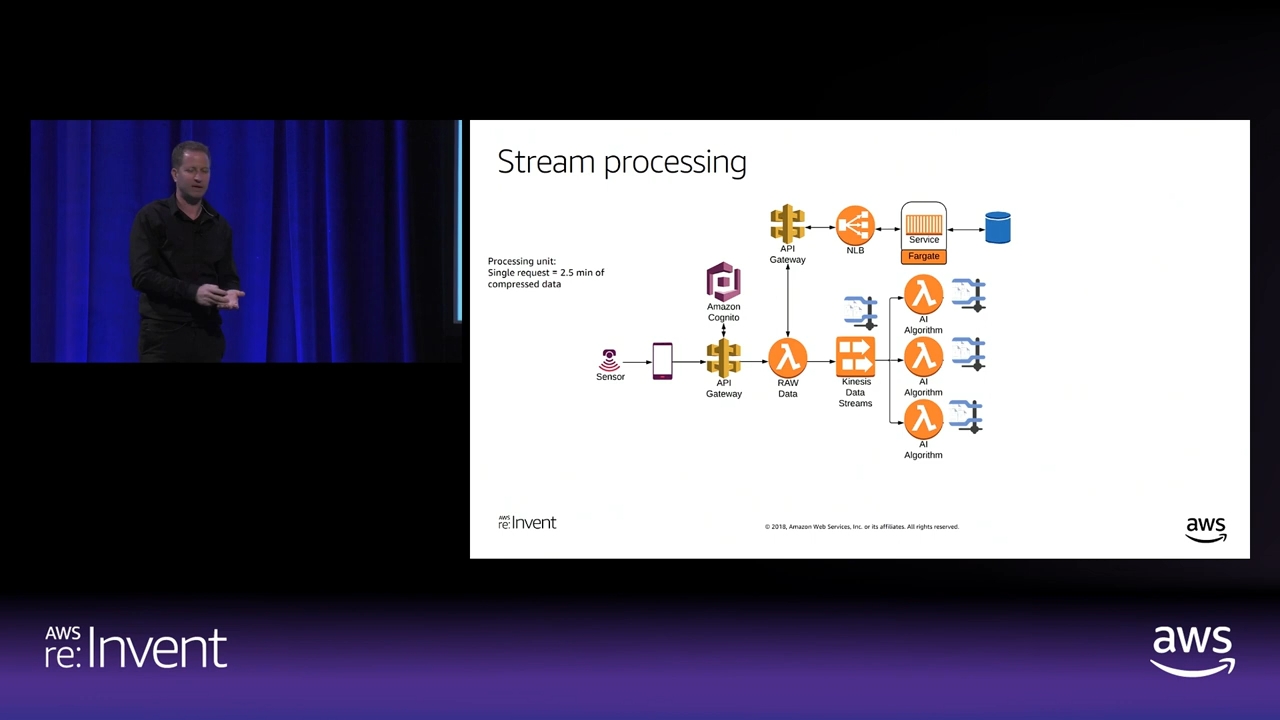 Stream processing
Processing unit:
Single request = 2.5 min of
compressed data
API
Gateway
NLB
Service
Fargate
Amazon
Cognito
AI
Algorithm
Sensor
API
Gateway
RAW
Data
Kinesis
Data
Streams
AI
Algorithm
AI
Algorithm
AWS
re:Invent
© 2018, Amazon Web Services, Inc. or its affiliates. All rights reserved.
aws
AWS
re:Invent
aws